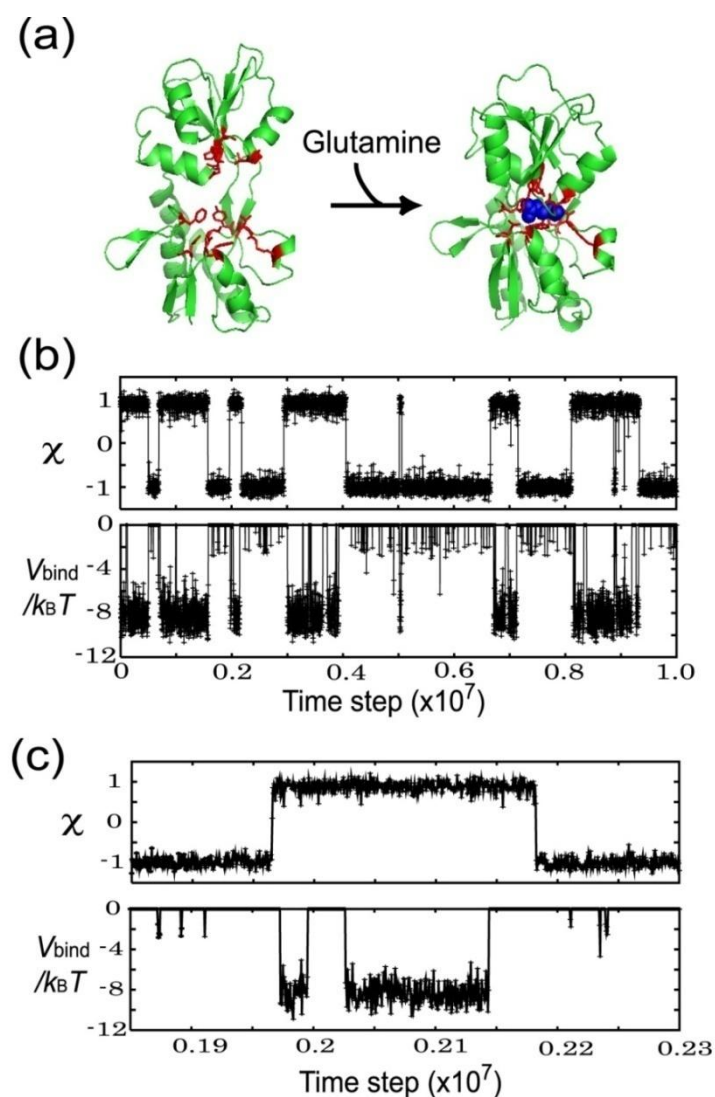 (a)
Glutamine
(b)
1
χ 0
-1
0
Vbind -4
/kBT -8
-12
0 0.2 0.4 0.6 0.8 1.0
Time step (x10⁷)
(c)
1
χ 0
-1
0
Vbind -4
/kBT -8
-12
0.19 0.2 0.21 0.22 0.23
Time step (x10⁷)